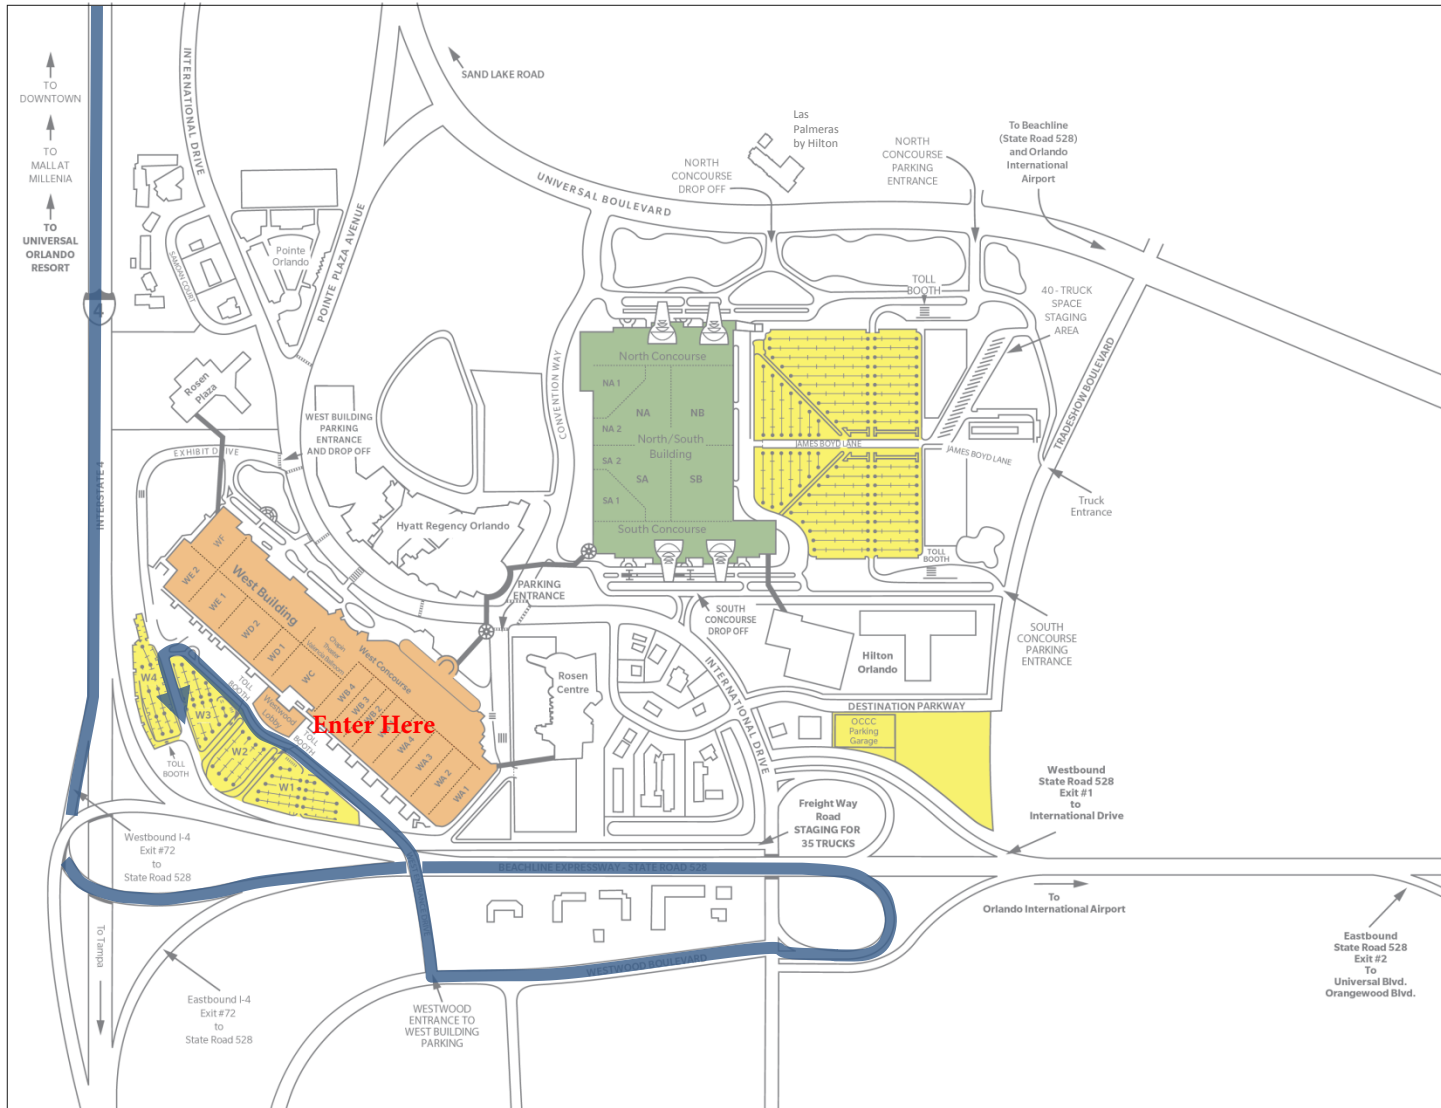 TO
DOWNTOWN
TO
MALL AT
MILLENIA
TO
UNIVERSAL
ORLANDO
RESORT
INTERNATIONAL DRIVE
SAND LAKE ROAD
Las
Palmeras
by Hilton
NORTH
CONCOURSE
DROP OFF
NORTH
CONCOURSE
PARKING
ENTRANCE
To Beachline
(State Road 528)
and Orlando
International
Airport
UNIVERSAL BOULEVARD
SAMOAN COURT
Pointe
Orlando
POINTE PLAZA AVENUE
TOLL
BOOTH
40 - TRUCK
SPACE
STAGING
AREA
4
TRADESHOW BOULEVARD
CONVENTION WAY
North Concourse
NA 1
NA
NB
NA 2
North/South
Building
SA 2
SA
SB
SA 1
South Concourse
JAMES BOYD LANE
JAMES BOYD LANE
Rosen
Plaza
WEST BUILDING
PARKING
ENTRANCE
AND DROP OFF
EXHIBIT DRIVE
INTERSTATE 4
Truck
Entrance
Hyatt Regency Orlando
TOLL
BOOTH
PARKING
ENTRANCE
SOUTH
CONCOURSE
DROP OFF
SOUTH
CONCOURSE
PARKING
ENTRANCE
WF
WE 2
West Building
WE 1
WD 2
WD 1
WC
Chapin
Theater
Valencia Ballroom
West Concourse
WB 4
WB 3
WB 2
WA 4
WA 3
WA 2
WA 1
Westwood
Lobby
Enter Here
TOLL
BOOTH
TOLL
BOOTH
W4
W3
W2
W1
TOLL
BOOTH
Rosen
Centre
INTERNATIONAL DRIVE
Hilton
Orlando
DESTINATION PARKWAY
OCCC
Parking
Garage
Westbound
State Road 528
Exit #1
to
International Drive
Freight Way
Road
STAGING FOR
35 TRUCKS
Westbound I-4
Exit #72
to
State Road 528
BEACHLINE EXPRESSWAY - STATE ROAD 528
To
Orlando International Airport
To Tampa
WESTWOOD BOULEVARD
Eastbound I-4
Exit #72
to
State Road 528
WESTWOOD
ENTRANCE TO
WEST BUILDING
PARKING
Eastbound
State Road 528
Exit #2
To
Universal Blvd.
Orangewood Blvd.